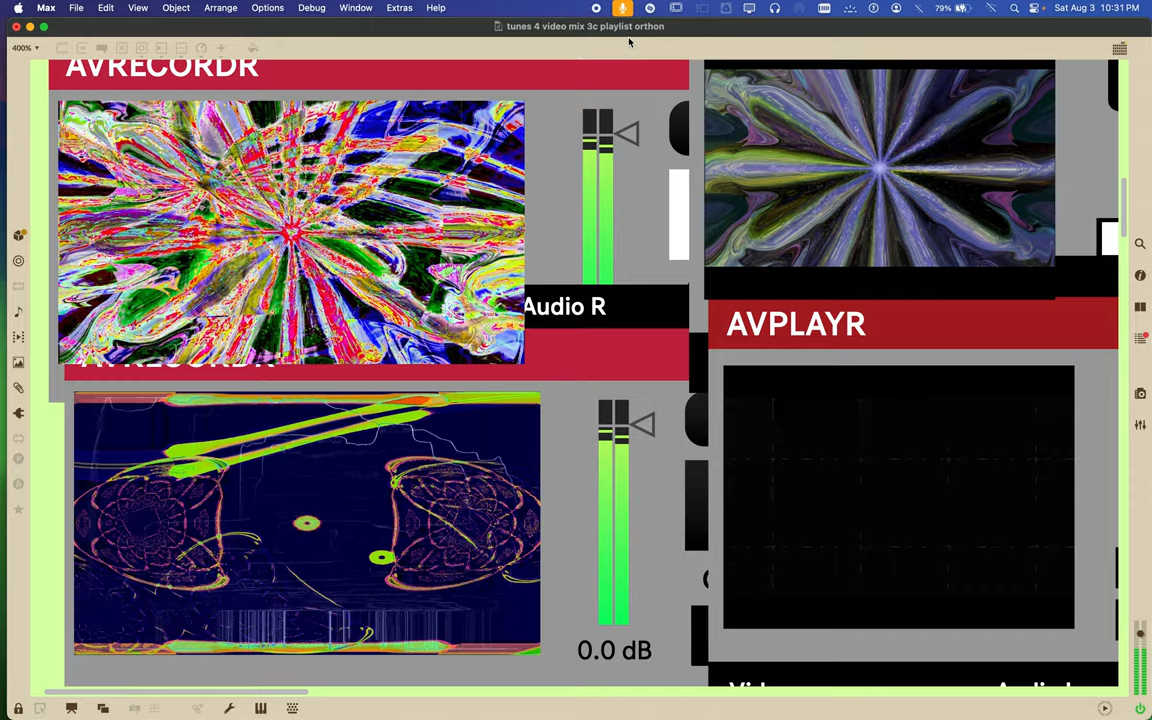 Max File Edit View Object Arrange Options Debug Window Extras Help
79% Sat Aug 3 10:31 PM
tunes 4 video mix 3c playlist orthon
400%
AVRECORDR
Audio R
AVPLAYR
AVRECORDR
0.0 dB